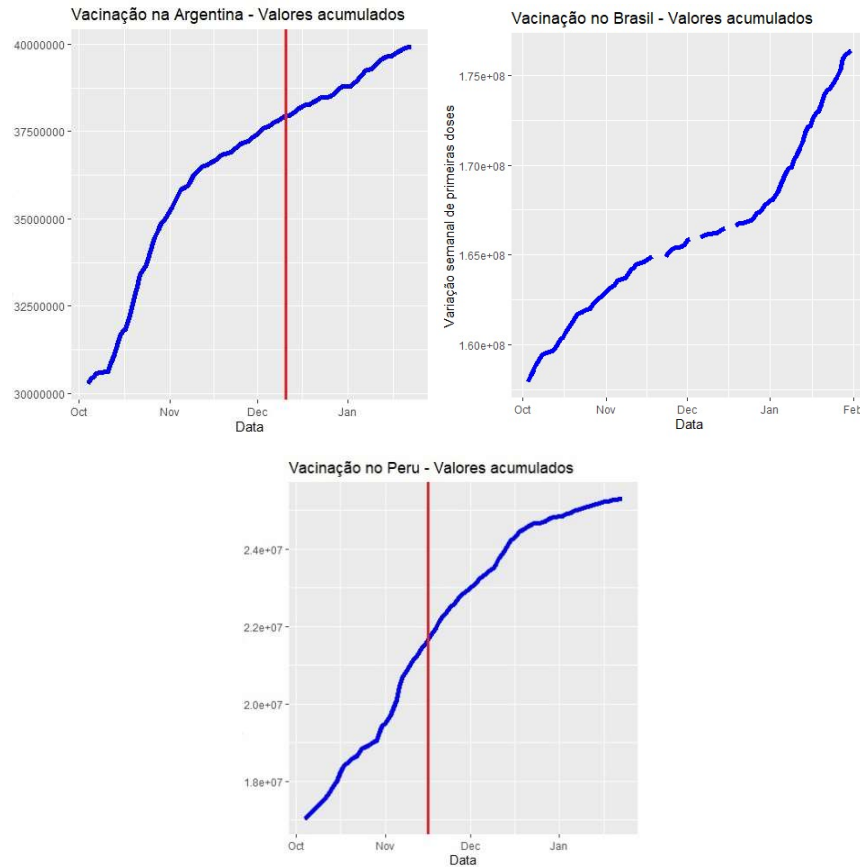 Vacinação na Argentina - Valores acumulados
40000000
37500000
35000000
32500000
30000000
Oct Nov Dec Jan
Data
Vacinação no Brasil - Valores acumulados
Variação semanal de primeiras doses
1.75e+08
1.70e+08
1.65e+08
1.60e+08
Oct Nov Dec Jan Feb
Data
Vacinação no Peru - Valores acumulados
2.4e+07
2.2e+07
2.0e+07
1.8e+07
Oct Nov Dec Jan
Data